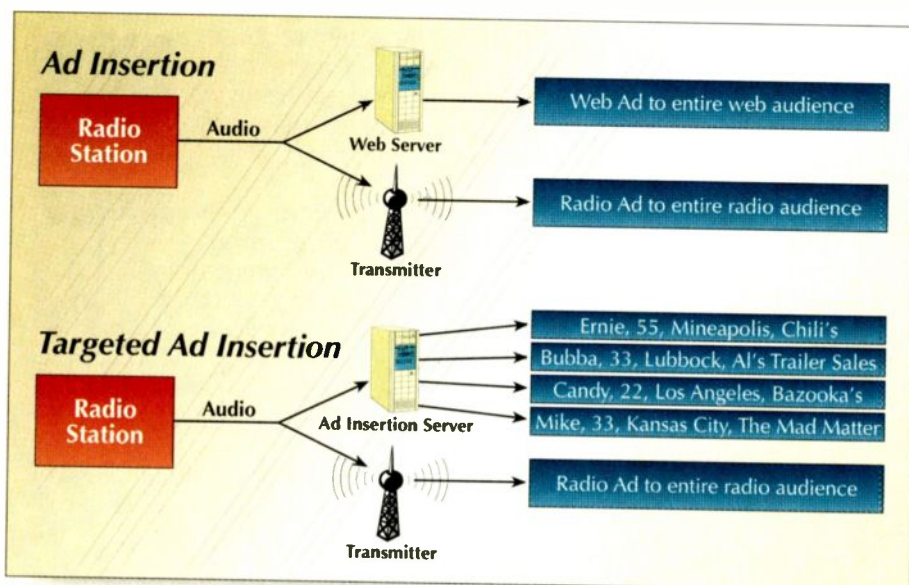 Ad Insertion
Radio
Station
Audio
Web Server
Web Ad to entire web audience
Transmitter
Radio Ad to entire radio audience
Targeted Ad Insertion
Radio
Station
Audio
Ad Insertion Server
Ernie, 55, Mineapolis, Chili's
Bubba, 33, Lubbock, Al's Trailer Sales
Candy, 22, Los Angeles, Bazooka's
Mike, 33, Kansas City, The Mad Matter
Transmitter
Radio Ad to entire radio audience